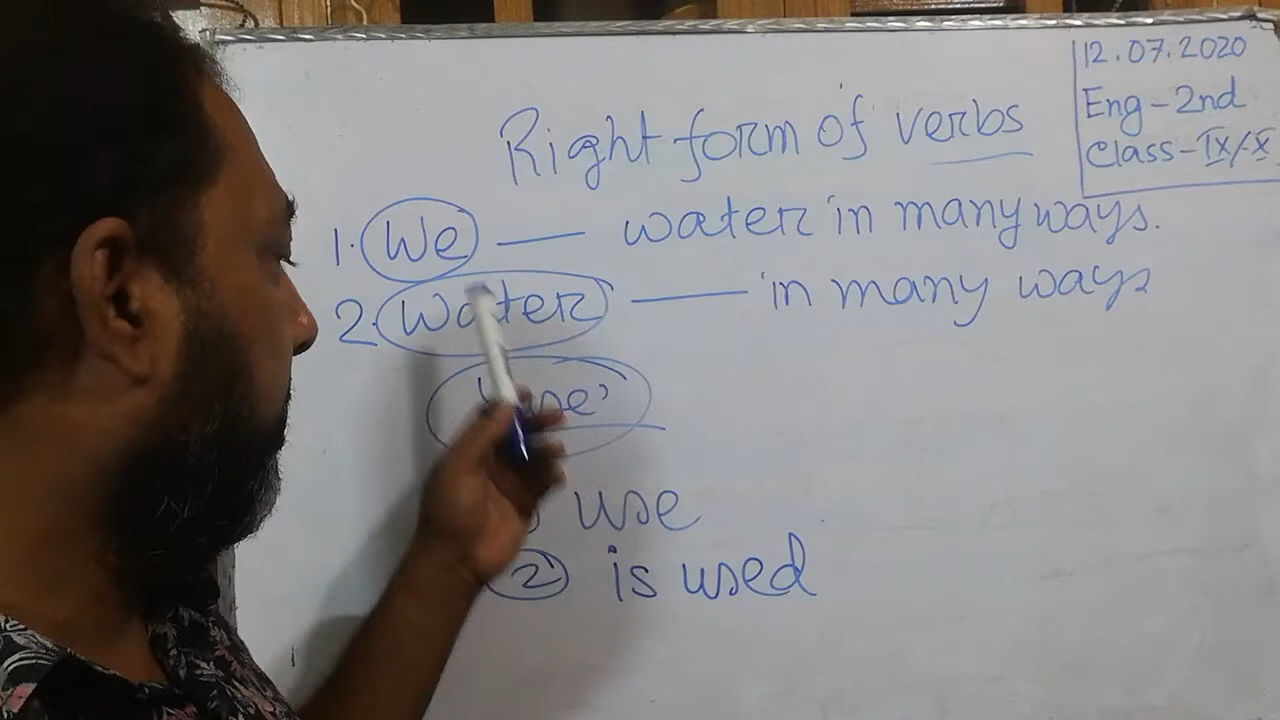 12.07.2020
Eng-2nd
Class-IX/X
Right form of verbs
1. We — water in many ways.
2. Water — in many ways
use
② is used